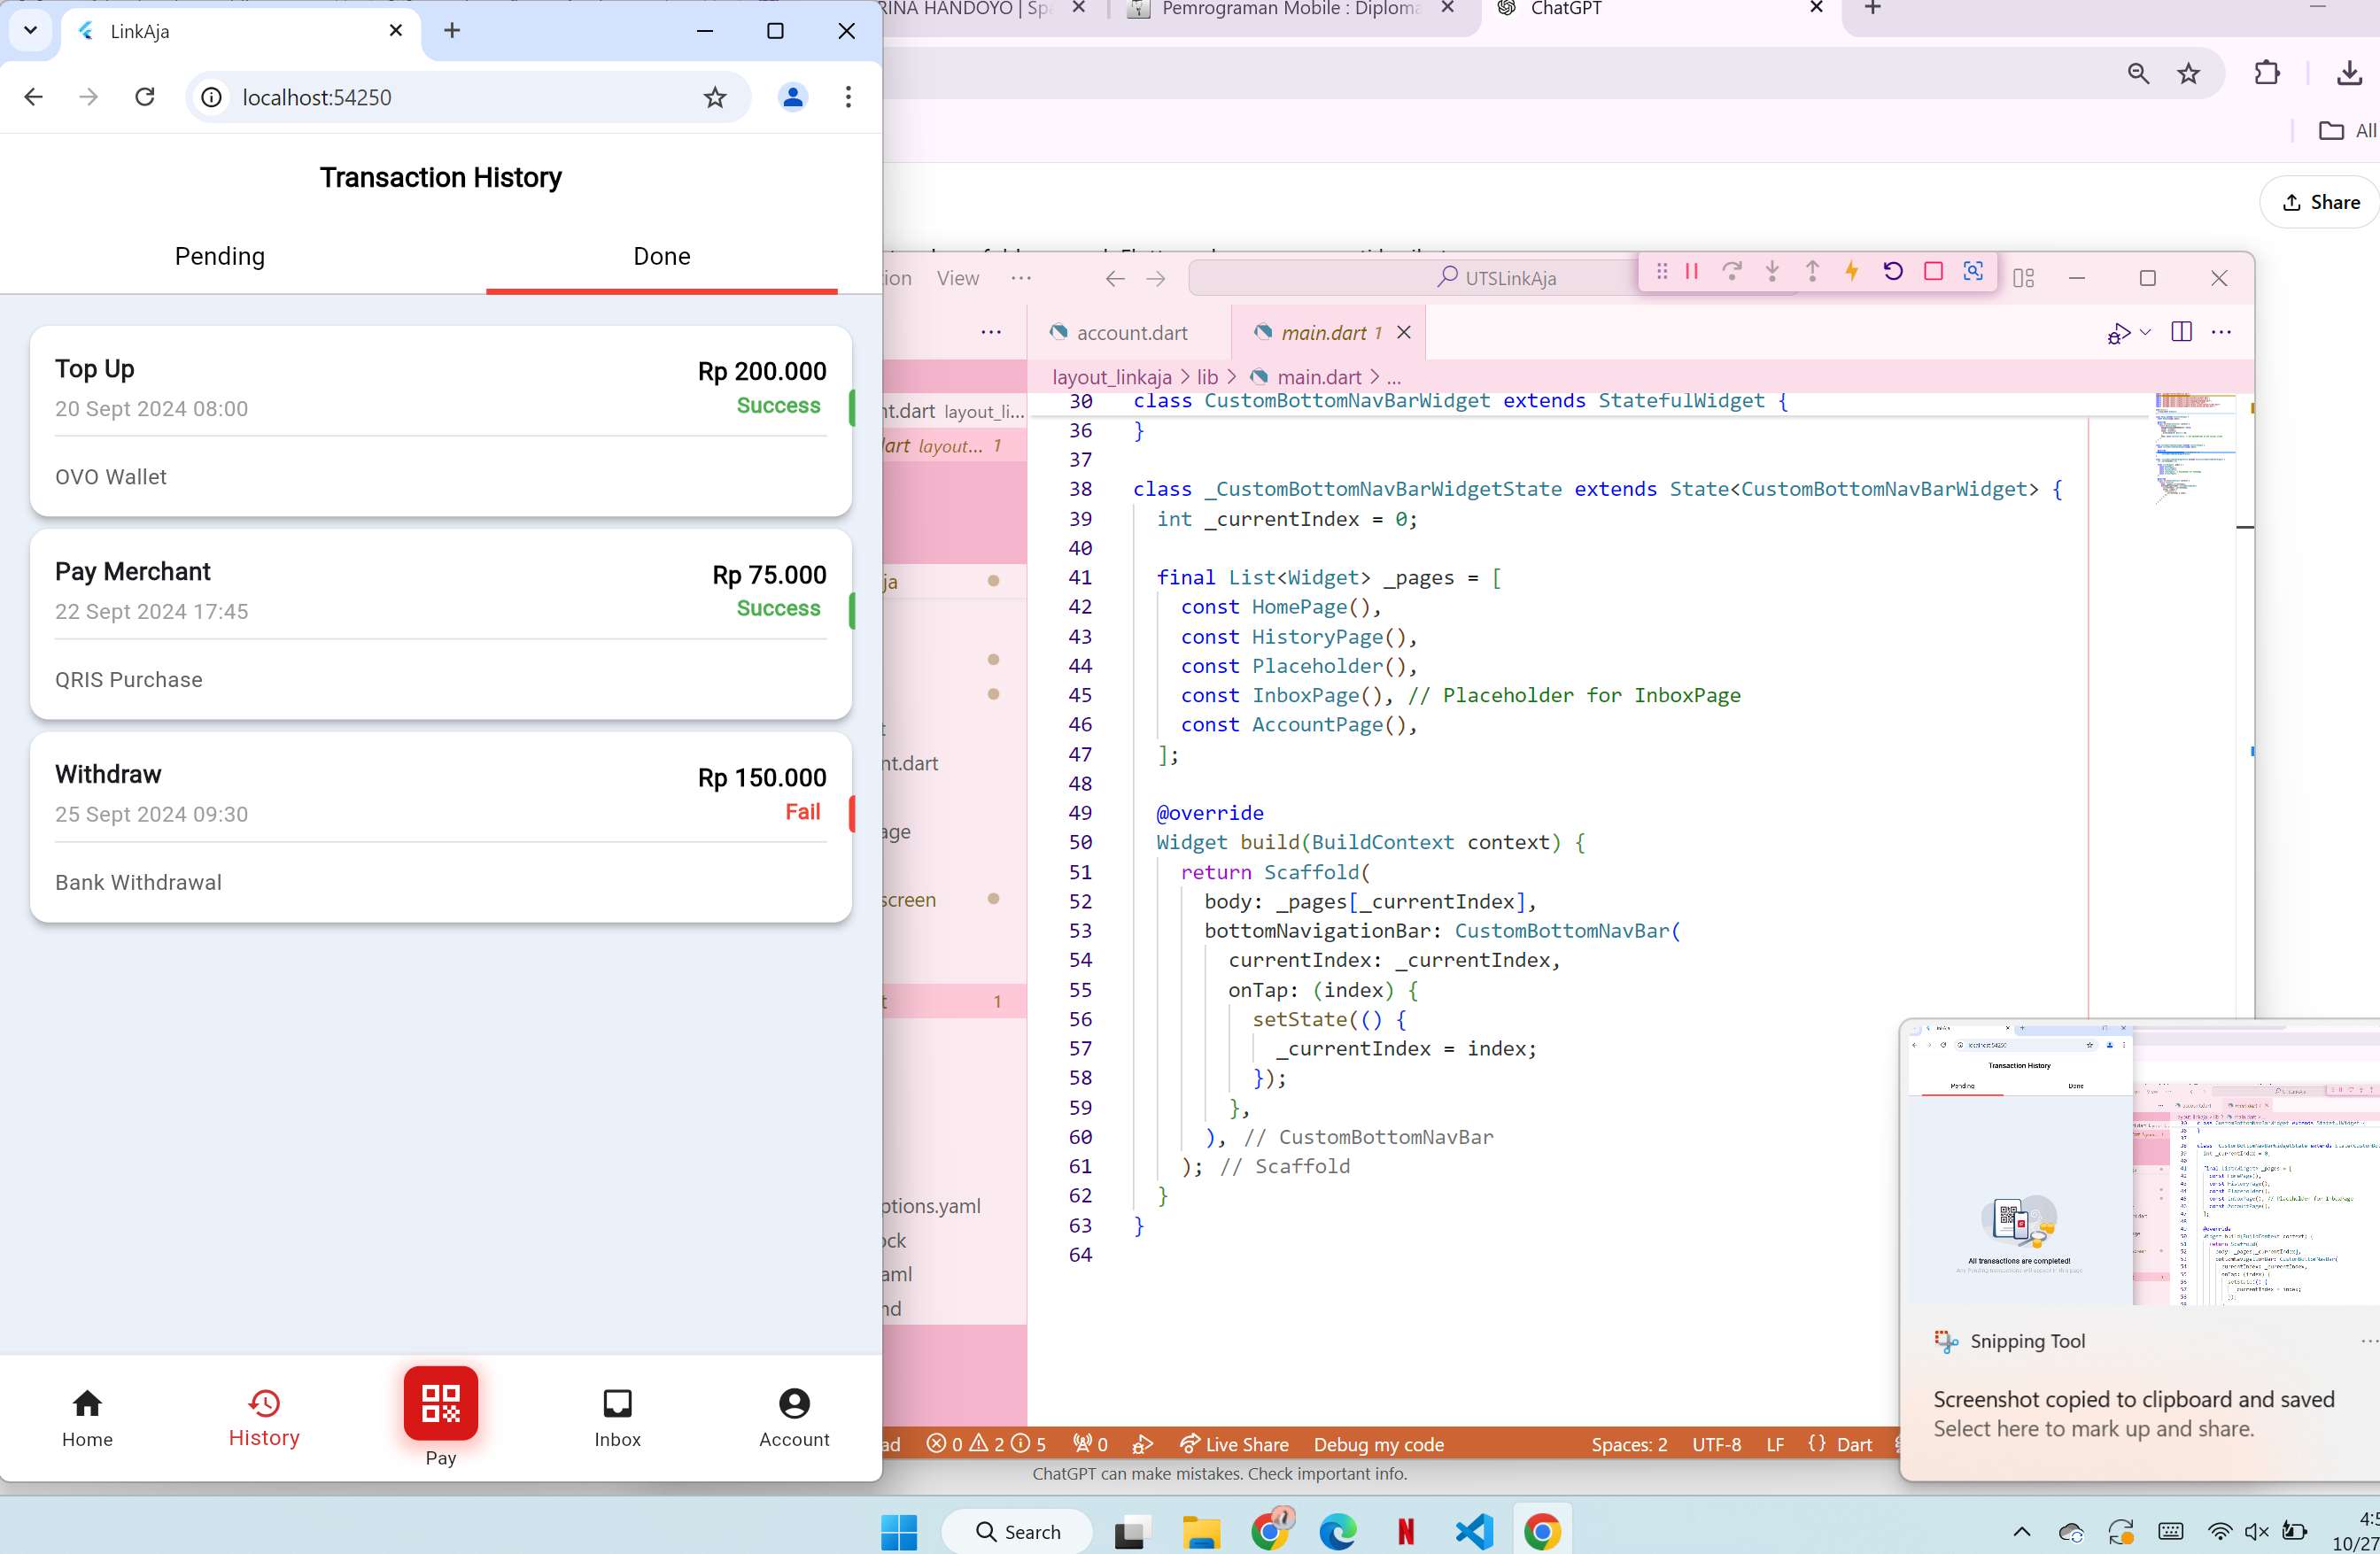 LinkAja
localhost:54250
Transaction History
Pending
Done
Top Up
Rp 200.000
20 Sept 2024 08:00
Success
OVO Wallet
Pay Merchant
Rp 75.000
22 Sept 2024 17:45
Success
QRIS Purchase
Withdraw
Rp 150.000
25 Sept 2024 09:30
Fail
Bank Withdrawal
Home
History
Pay
Inbox
Account
RINA HANDOYO | Spa
Pemrograman Mobile : Diploma
ChatGPT
All
Share
ion View ...
UTSLinkAja
account.dart
main.dart 1
layout_linkaja > lib > main.dart > ...
nt.dart layout_li...
dart layout... 1
ja
t
nt.dart
age
screen
t 1
ptions.yaml
ock
aml
nd
30 class CustomBottomNavBarWidget extends StatefulWidget {
36 }
37
38 class _CustomBottomNavBarWidgetState extends State<CustomBottomNavBarWidget> {
39 int _currentIndex = 0;
40
41 final List<Widget> _pages = [
42 const HomePage(),
43 const HistoryPage(),
44 const Placeholder(),
45 const InboxPage(), // Placeholder for InboxPage
46 const AccountPage(),
47 ];
48
49 @override
50 Widget build(BuildContext context) {
51 return Scaffold(
52 body: _pages[_currentIndex],
53 bottomNavigationBar: CustomBottomNavBar(
54 currentIndex: _currentIndex,
55 onTap: (index) {
56 setState(() {
57 _currentIndex = index;
58 });
59 },
60 ), // CustomBottomNavBar
61 ); // Scaffold
62 }
63 }
64
Transaction History
Pending
Done
All transactions are completed!
Snipping Tool
Screenshot copied to clipboard and saved
Select here to mark up and share.
ad 0 2 5 0 Live Share Debug my code Spaces: 2 UTF-8 LF {} Dart
ChatGPT can make mistakes. Check important info.
Search
4:5
10/27